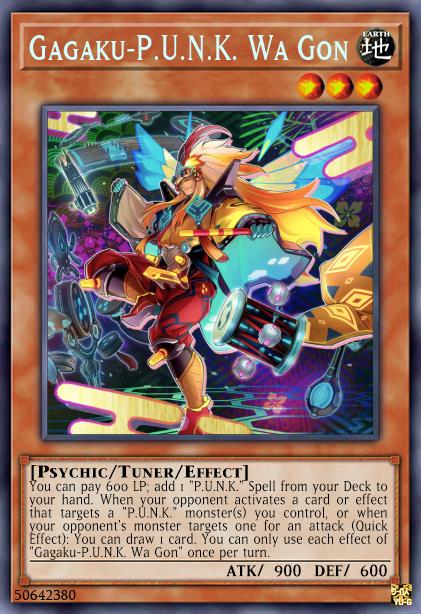 Gagaku-P.U.N.K. Wa Gon
EARTH
地
[Psychic/Tuner/Effect]
You can pay 600 LP; add 1 "P.U.N.K." Spell from your Deck to
your hand. When your opponent activates a card or effect
that targets a "P.U.N.K." monster(s) you control, or when
your opponent's monster targets one for an attack (Quick
Effect): You can draw 1 card. You can only use each effect of
"Gagaku-P.U.N.K. Wa Gon" once per turn.
ATK/ 900 DEF/ 600
50642380